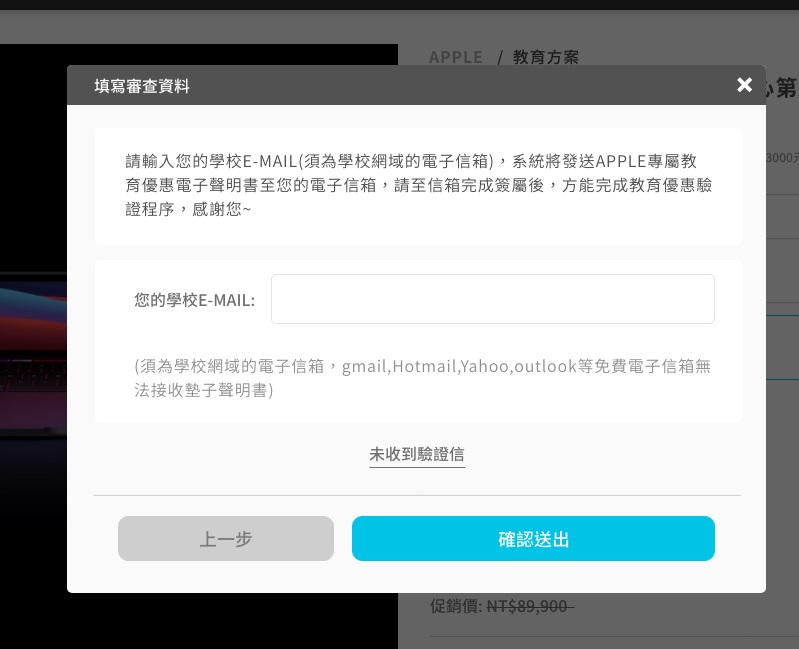 APPLE / 教育方案
填寫審查資料
心第
3000元
請輸入您的學校E-MAIL(須為學校網域的電子信箱)，系統將發送APPLE專屬教
育優惠電子聲明書至您的電子信箱，請至信箱完成簽屬後，方能完成教育優惠驗
證程序，感謝您~
您的學校E-MAIL:
(須為學校網域的電子信箱，gmail,Hotmail,Yahoo,outlook等免費電子信箱無
法接收墊子聲明書)
未收到驗證信
上一步
確認送出
促銷價: NT$89,900